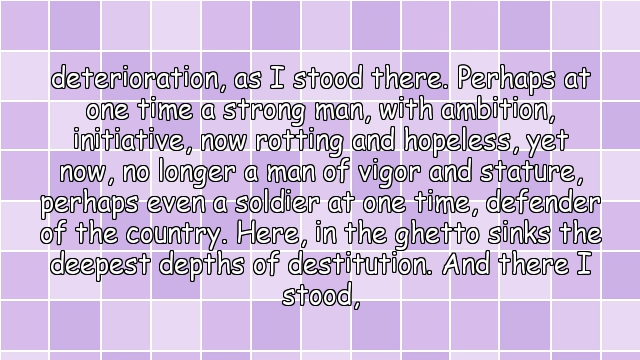 deterioration, as I stood there. Perhaps at
one time a strong man, with ambition,
initiative, now rotting and hopeless, yet
now, no longer a man of vigor and stature,
perhaps even a soldier at one time, defender
of the country. Here, in the ghetto sinks the
deepest depths of destitution. And there I
stood,